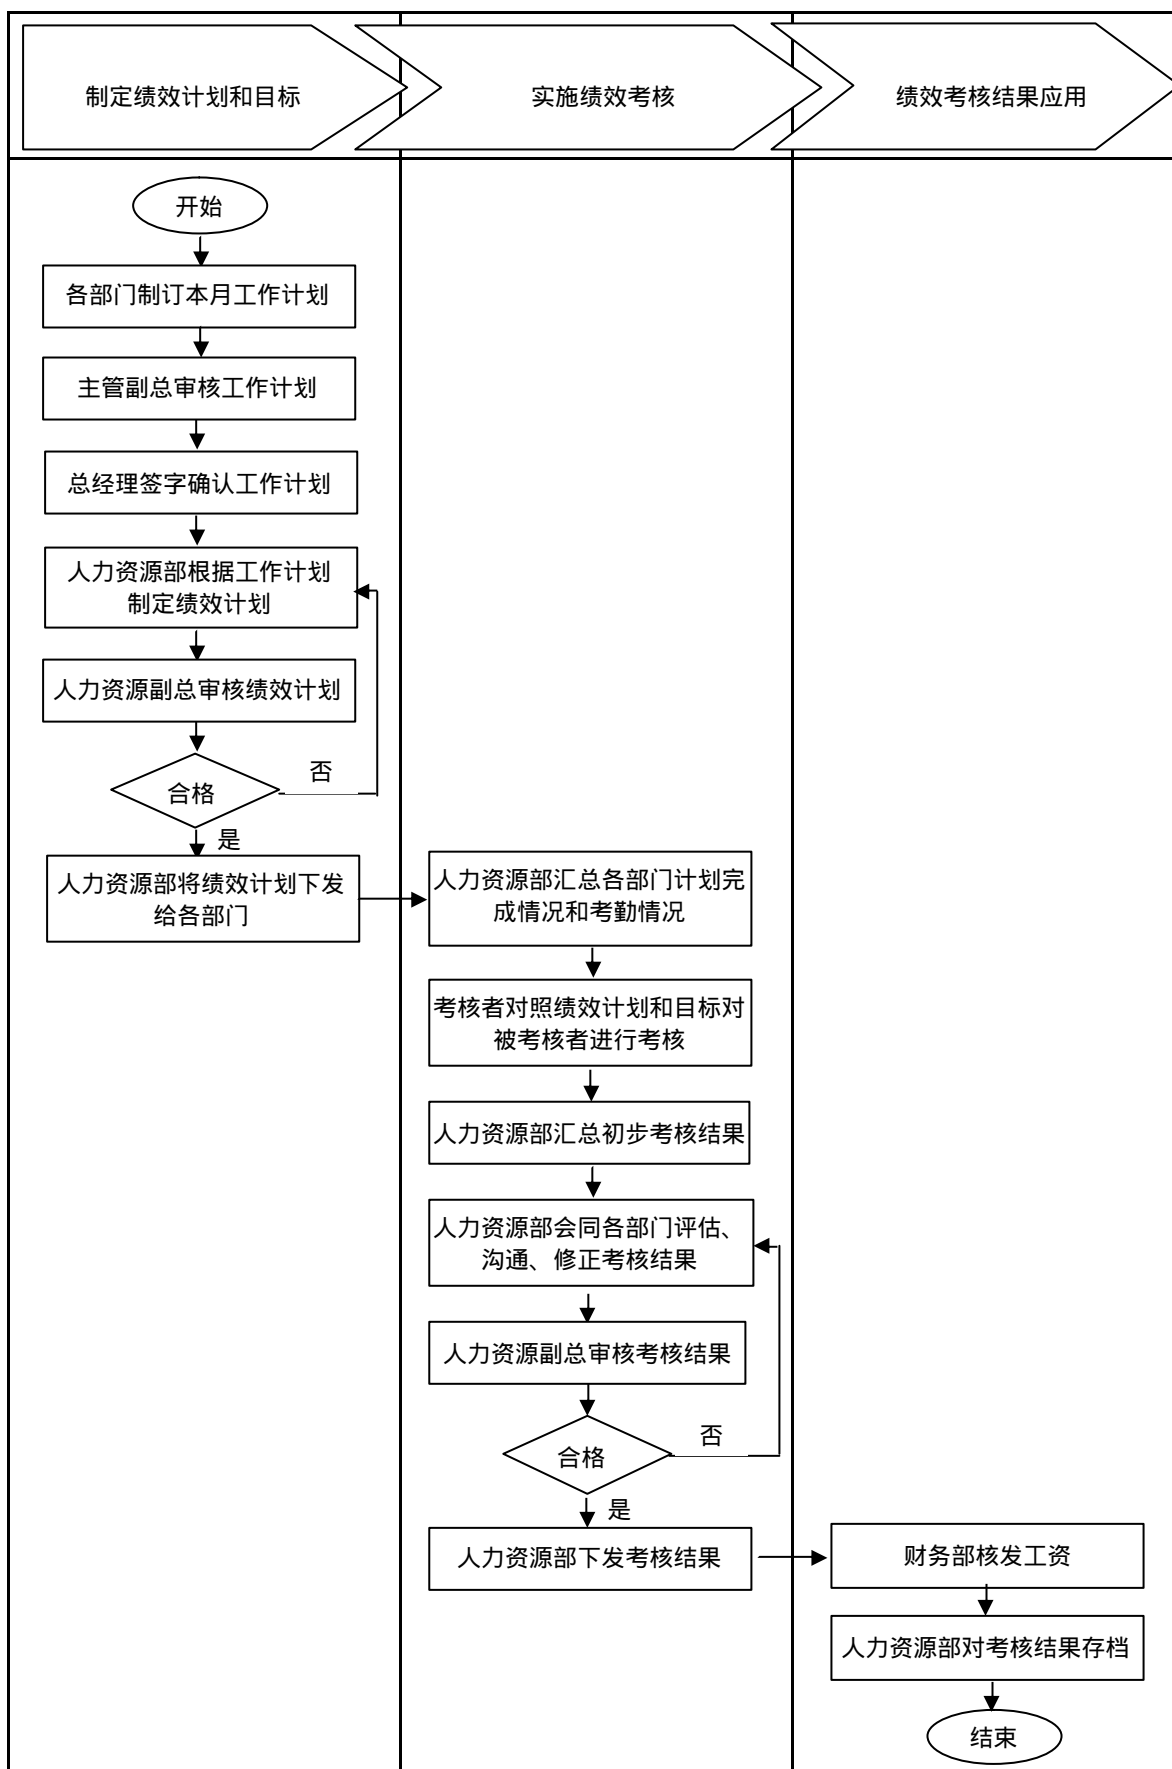 制定绩效计划和目标
实施绩效考核
绩效考核结果应用
开始
各部门制订本月工作计划
主管副总审核工作计划
总经理签字确认工作计划
人力资源部根据工作计划
制定绩效计划
人力资源副总审核绩效计划
合格
否
是
人力资源部将绩效计划下发
给各部门
人力资源部汇总各部门计划完
成情况和考勤情况
考核者对照绩效计划和目标对
被考核者进行考核
人力资源部汇总初步考核结果
人力资源部会同各部门评估、
沟通、修正考核结果
人力资源副总审核考核结果
合格
否
是
人力资源部下发考核结果
财务部核发工资
人力资源部对考核结果存档
结束